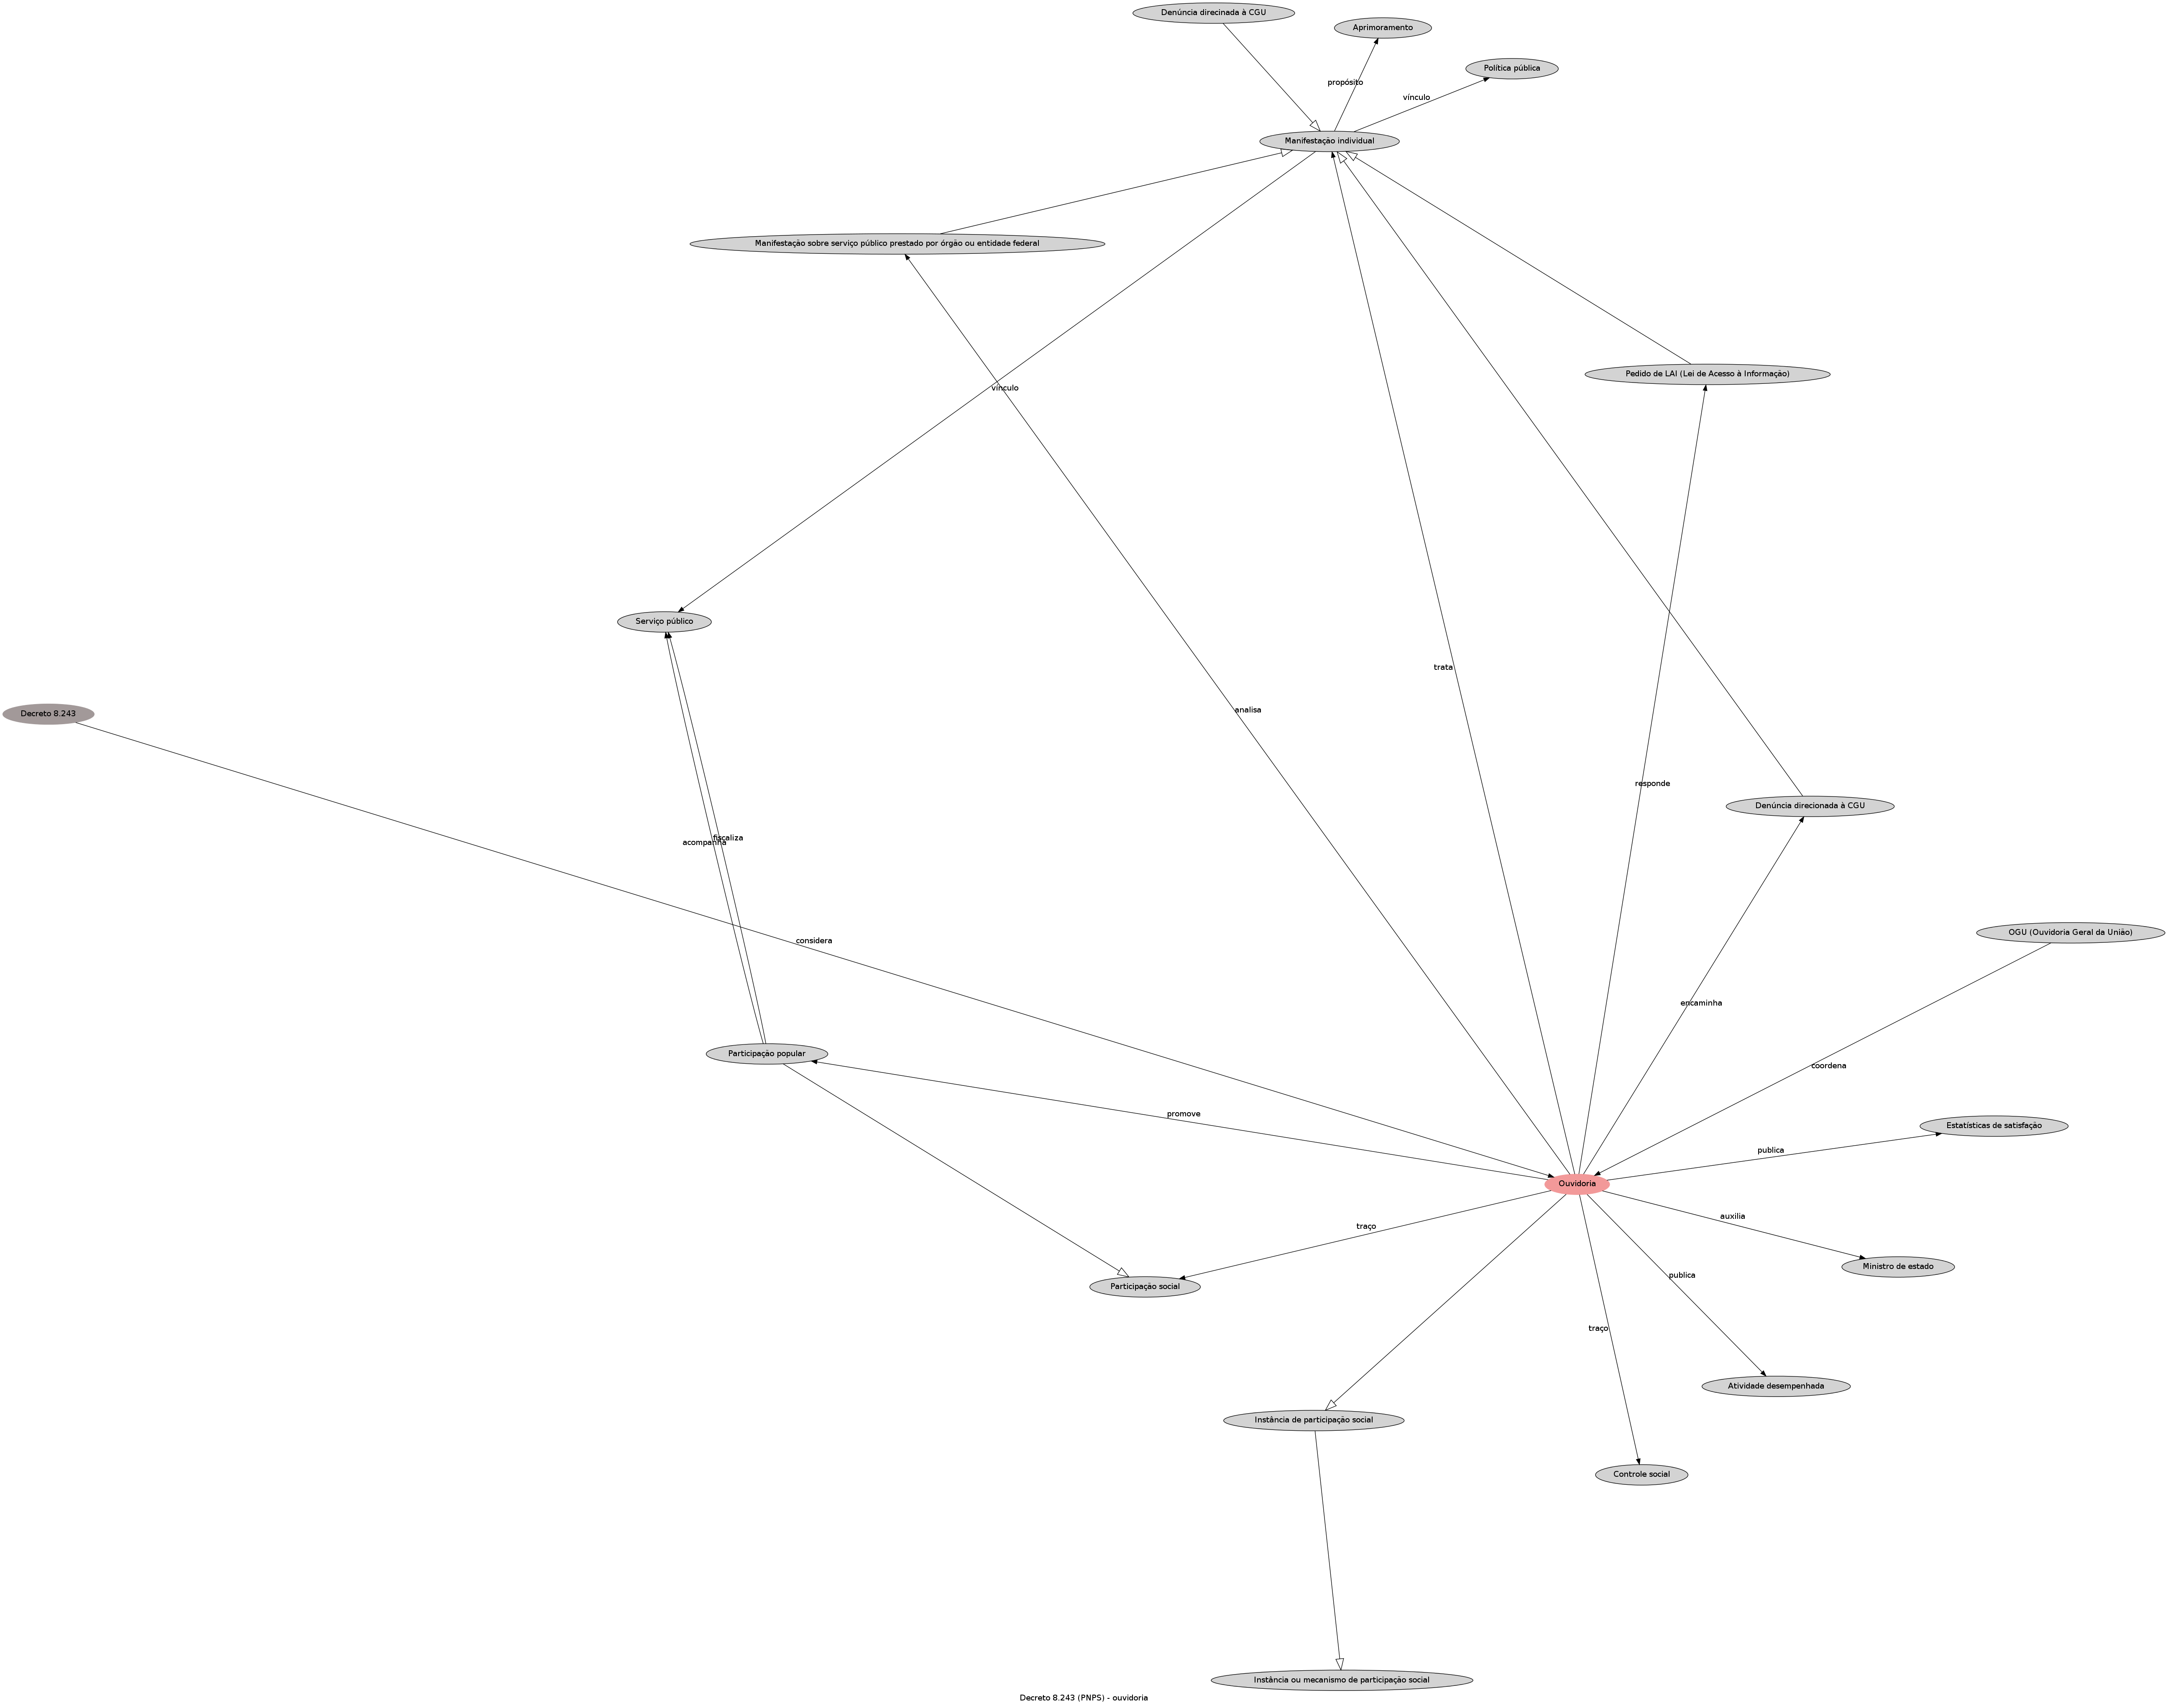 Denúncia direcinada à CGU
Aprimoramento
Política pública
propósito
vínculo
Manifestação individual
Manifestação sobre serviço público prestado por órgão ou entidade federal
Pedido de LAI (Lei de Acesso à Informação)
vínculo
Serviço público
trata
analisa
Decreto 8.243
responde
Denúncia direcionada à CGU
fiscaliza
acompanha
OGU (Ouvidoria Geral da União)
considera
encaminha
Participação popular
coordena
promove
Estatísticas de satisfação
publica
Ouvidoria
auxilia
traço
Ministro de estado
publica
Participação social
traço
Atividade desempenhada
Instância de participação social
Controle social
Instância ou mecanismo de participação social
Decreto 8.243 (PNPS) - ouvidoria